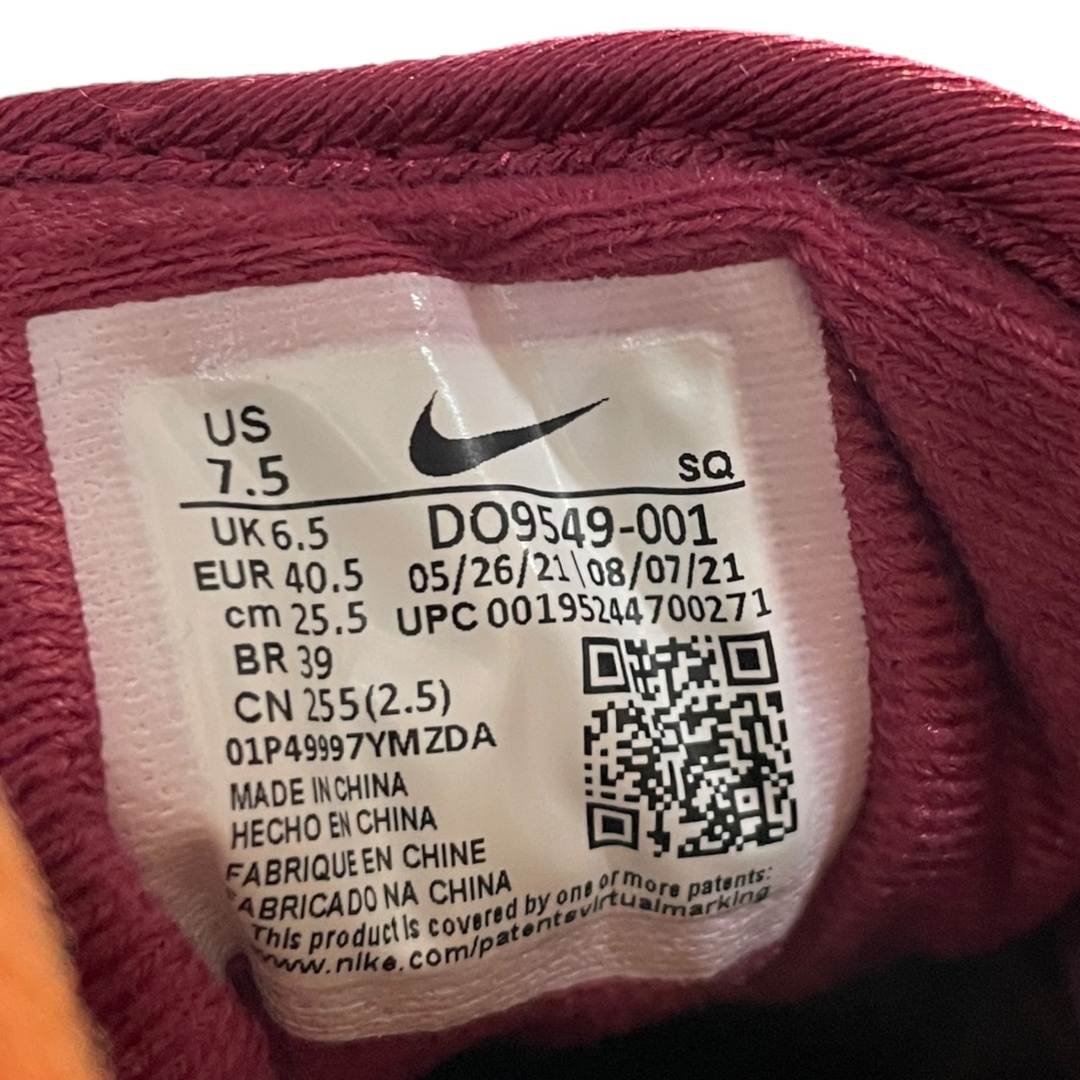 US
7.5
SQ
UK 6.5
DO9549-001
EUR 40.5
05/26/21\08/07/21
cm 25.5
UPC 00195244700271
BR 39
CN 255(2.5)
01P49997YMZDA
MADE IN CHINA
HECHO EN CHINA
FABRIQUE EN CHINE
FABRICADO NA CHINA
This product is covered by one or more patents:
www.nike.com/patentsvirtualmarking